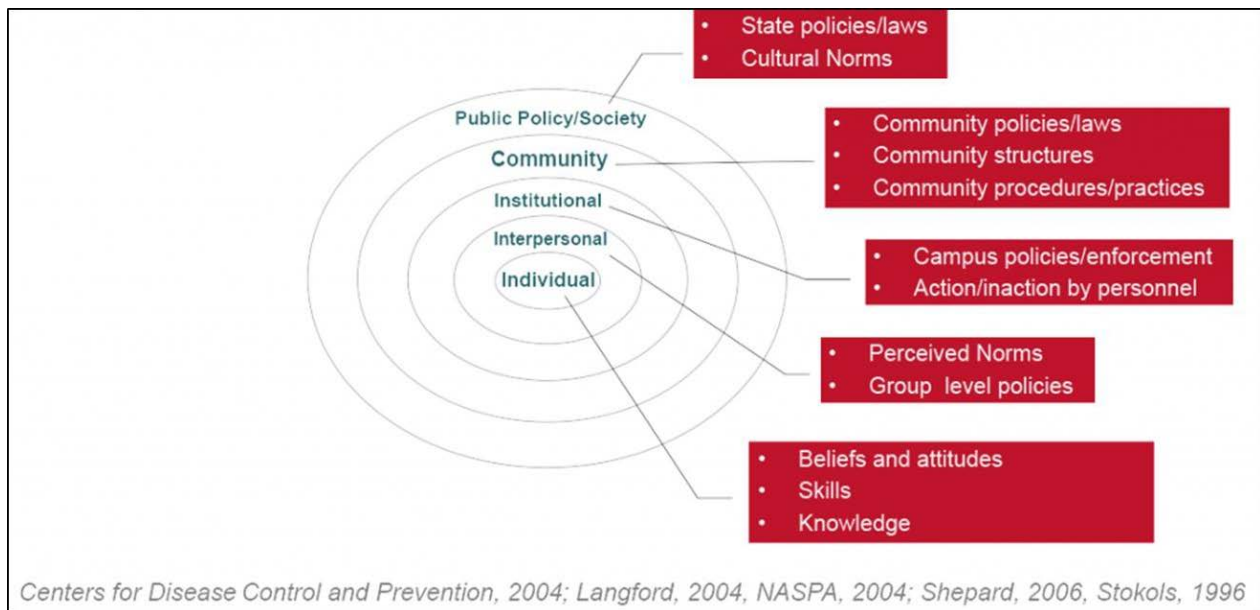 • State policies/laws
• Cultural Norms
Public Policy/Society
• Community policies/laws
• Community structures
• Community procedures/practices
Community
Institutional
• Campus policies/enforcement
• Action/inaction by personnel
Interpersonal
• Perceived Norms
• Group level policies
Individual
• Beliefs and attitudes
• Skills
• Knowledge
Centers for Disease Control and Prevention, 2004; Langford, 2004, NASPA, 2004; Shepard, 2006, Stokols, 1996